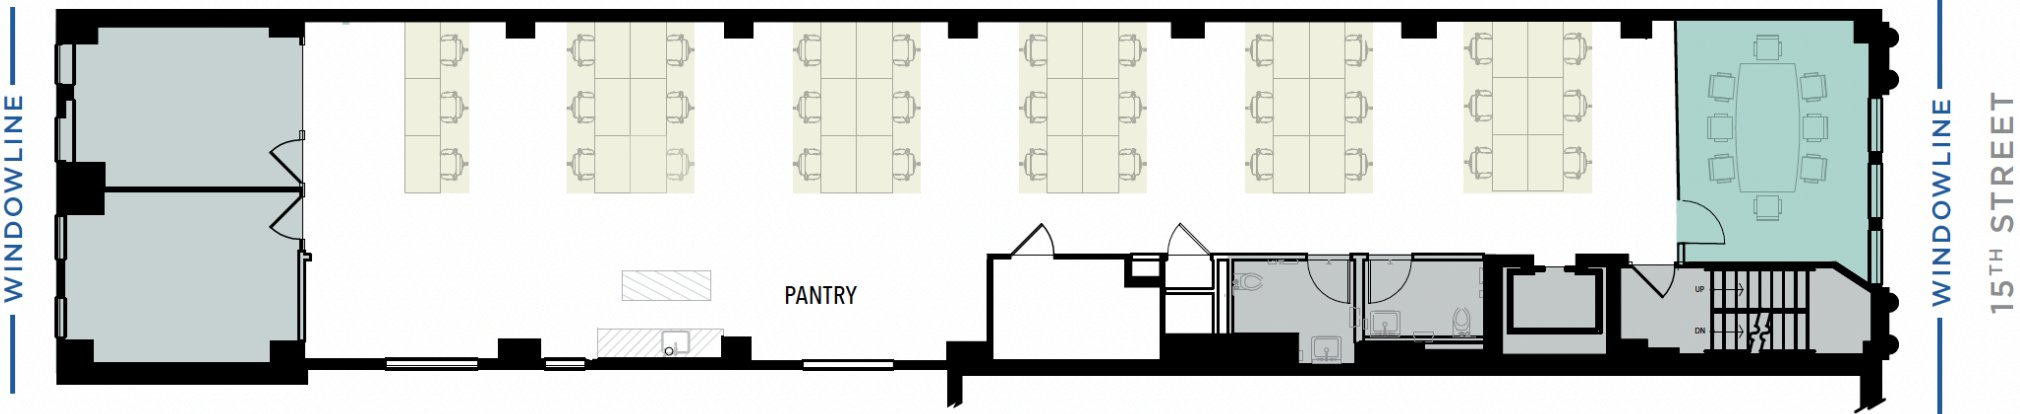 WINDOWLINE
PANTRY
UP
DN
WINDOWLINE
15TH STREET